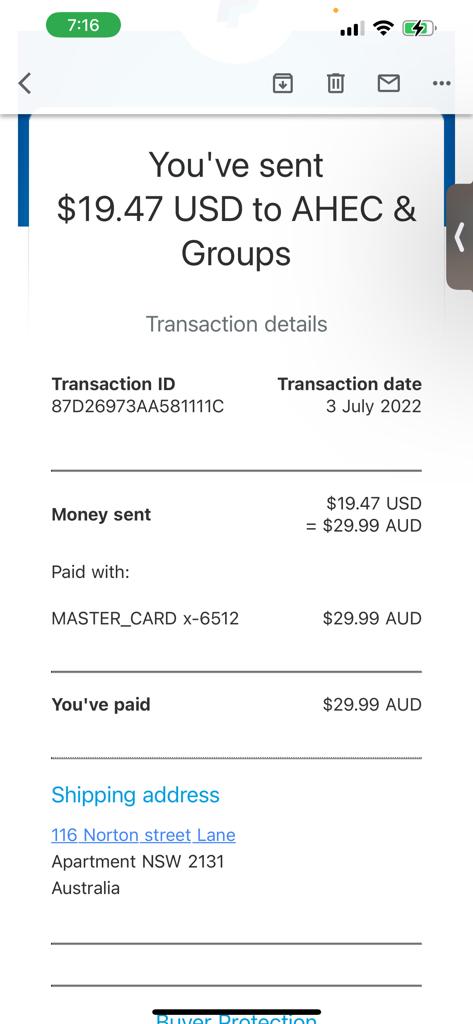 7:16
You've sent
$19.47 USD to AHEC &
Groups
Transaction details
Transaction ID
Transaction date
87D26973AA581111C
3 July 2022
Money sent
$19.47 USD
= $29.99 AUD
Paid with:
MASTER_CARD x-6512
$29.99 AUD
You've paid
$29.99 AUD
Shipping address
116 Norton street Lane
Apartment NSW 2131
Australia
Buyer Protection